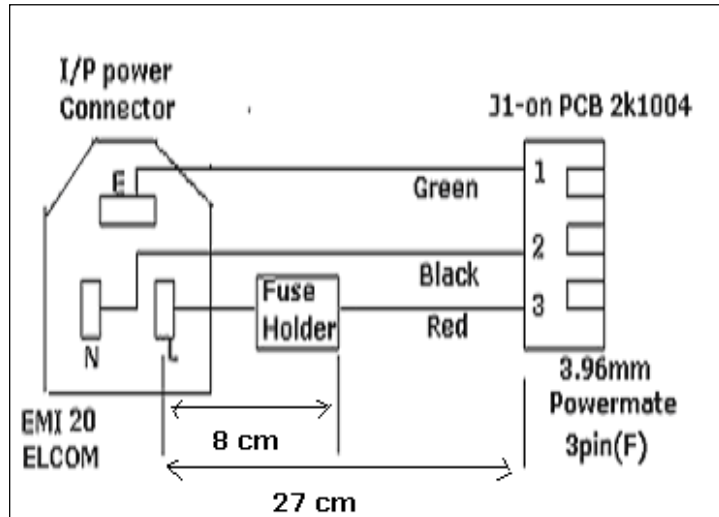 I/P power
Connector
J1-on PCB 2k1004
E
1
Green
2
Black
N
L
Fuse
Holder
3
Red
EMI 20
ELCOM
3.96mm
Powermate
3pin(F)
8 cm
27 cm